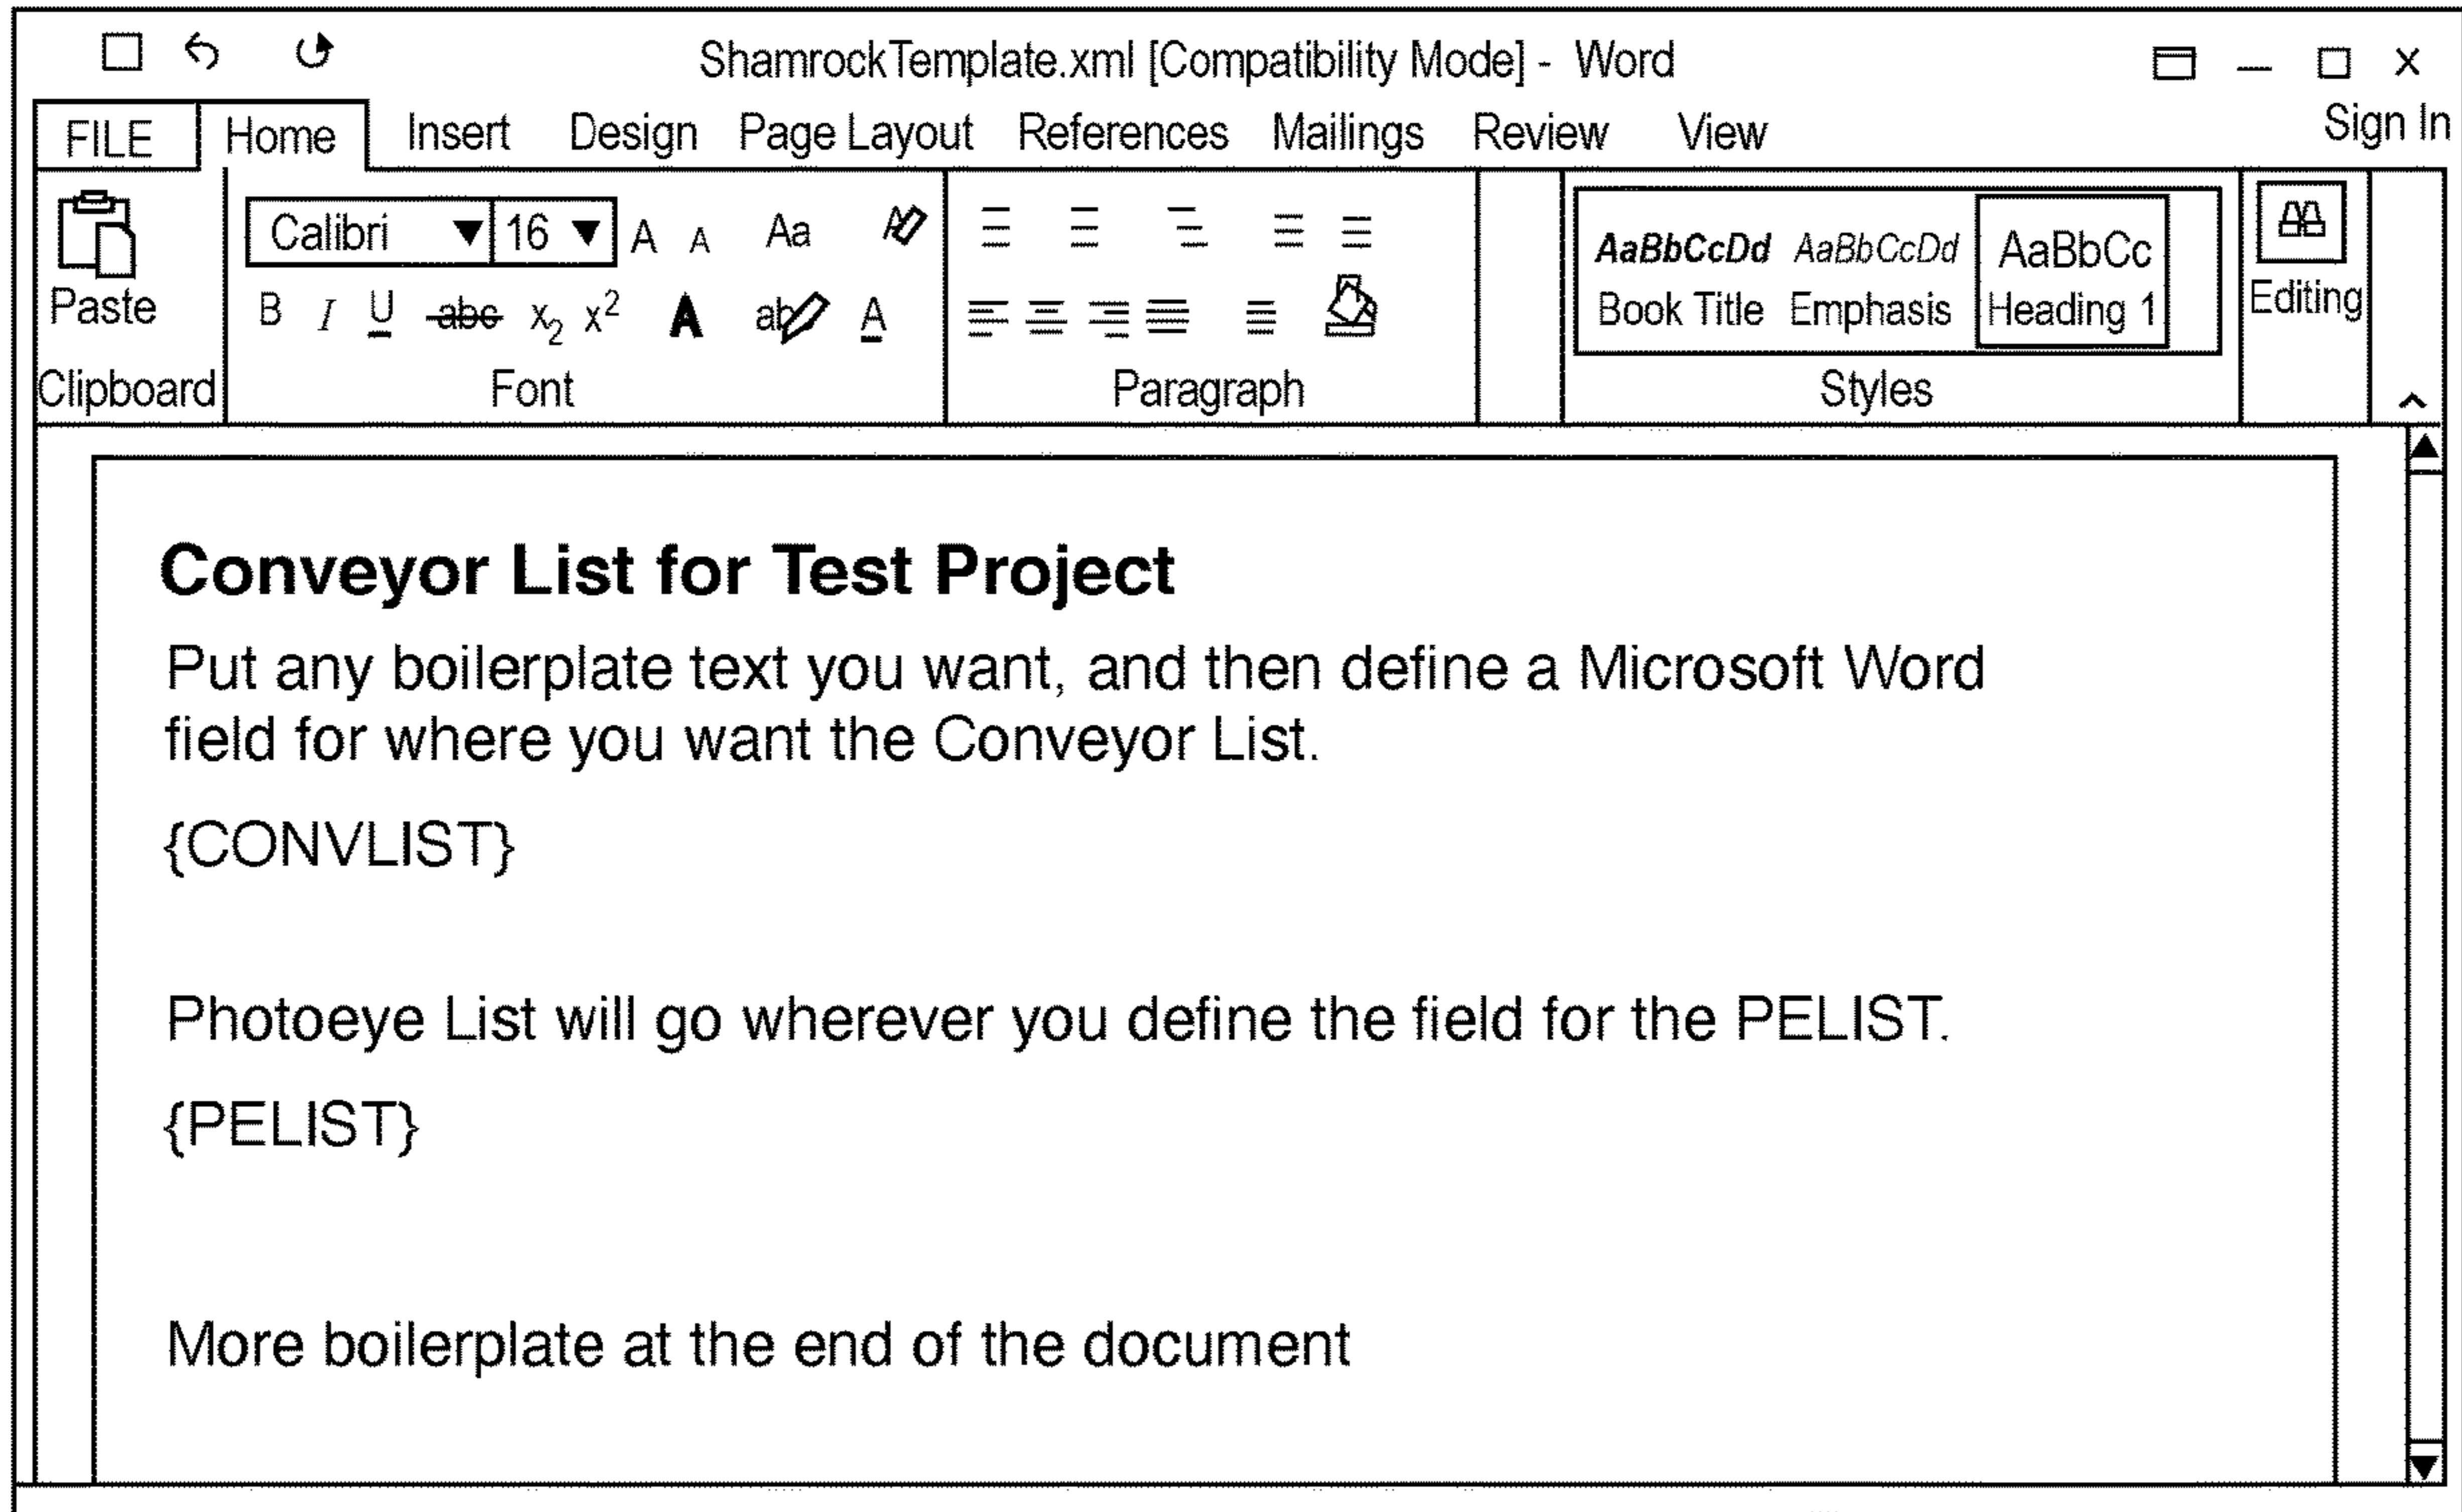 ShamrockTemplate.xml [Compatibility Mode] - Word
FILE Home Insert Design Page Layout References Mailings Review View Sign In
Calibri 16 A A Aa A
AaBbCcDd AaBbCcDd AaBbCc
Paste B I U abc x₂ x² A ab A
Book Title Emphasis Heading 1 Editing
Clipboard Font Paragraph Styles
Conveyor List for Test Project
Put any boilerplate text you want, and then define a Microsoft Word
field for where you want the Conveyor List.
{CONVLIST}
Photoeye List will go wherever you define the field for the PELIST.
{PELIST}
More boilerplate at the end of the document